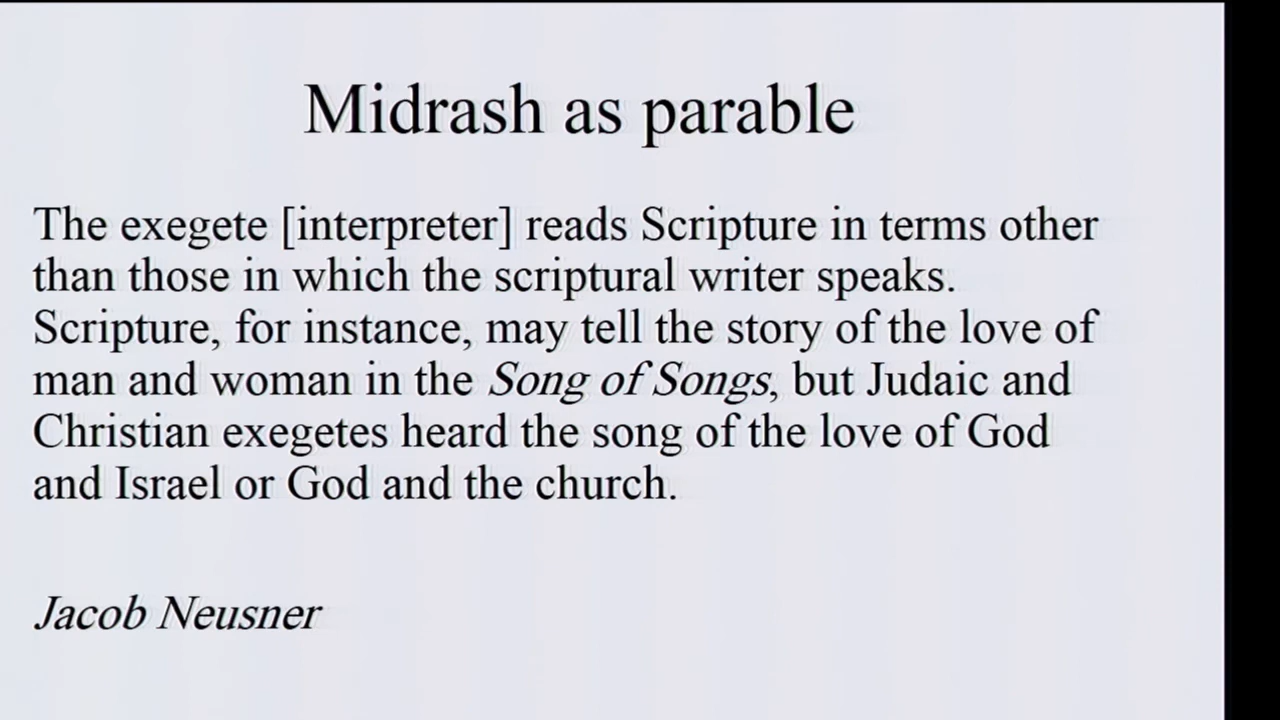 Midrash as parable
The exegete [interpreter] reads Scripture in terms other
than those in which the scriptural writer speaks.
Scripture, for instance, may tell the story of the love of
man and woman in the Song of Songs, but Judaic and
Christian exegetes heard the song of the love of God
and Israel or God and the church.
Jacob Neusner